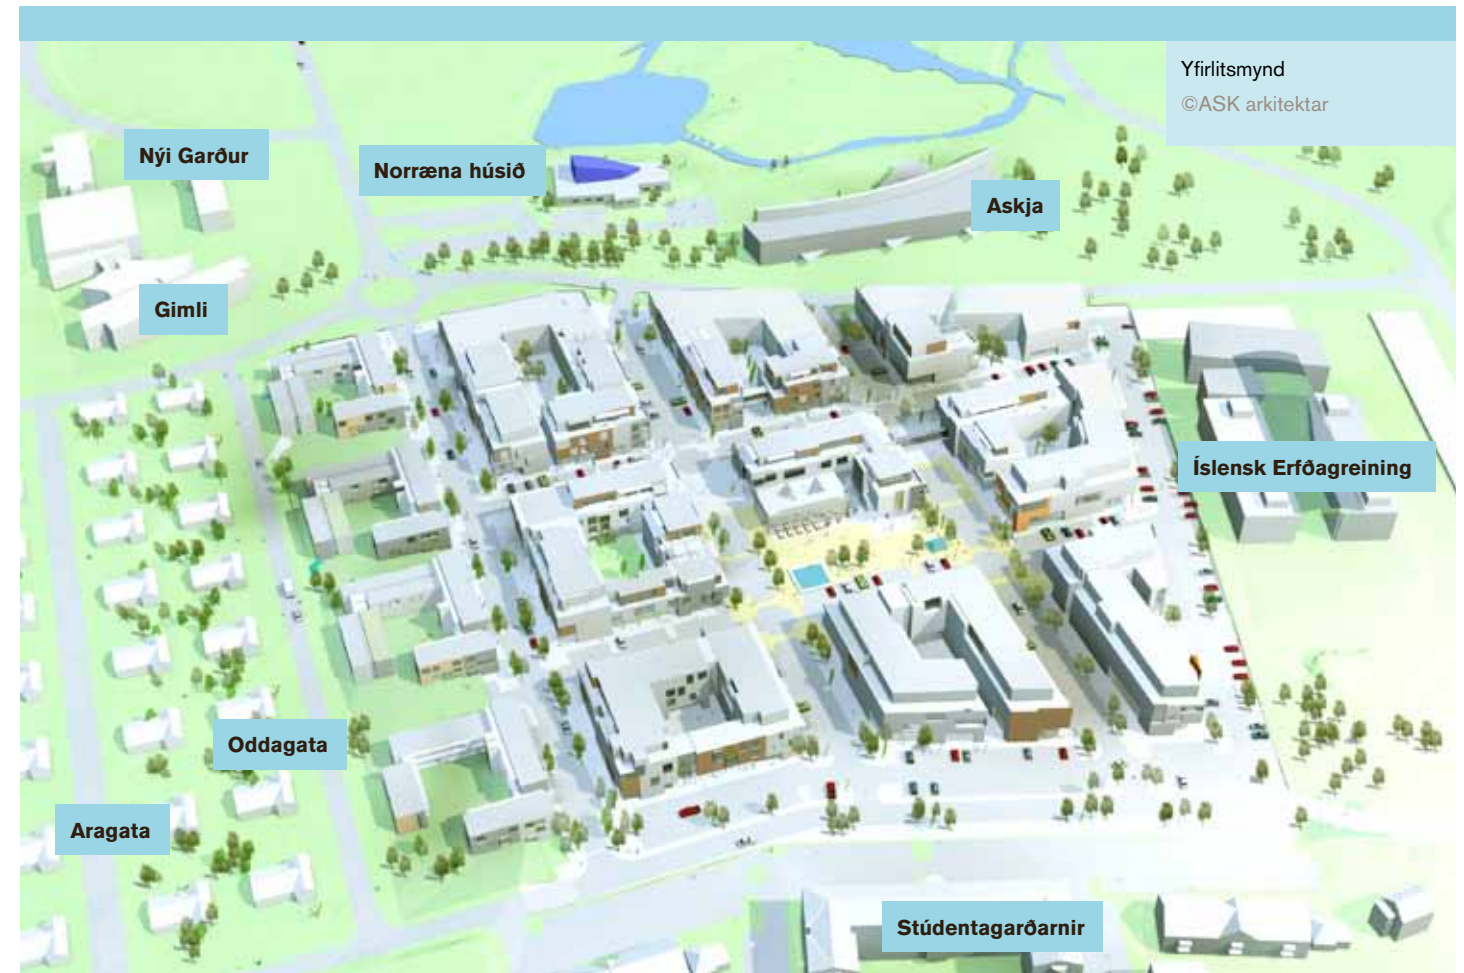 Yfirlitsmynd
©ASK arkitektar
Nýi Garður
Norræna húsið
Askja
Gimli
Íslensk Erfðagreining
Oddagata
Aragata
Stúdentagarðarnir